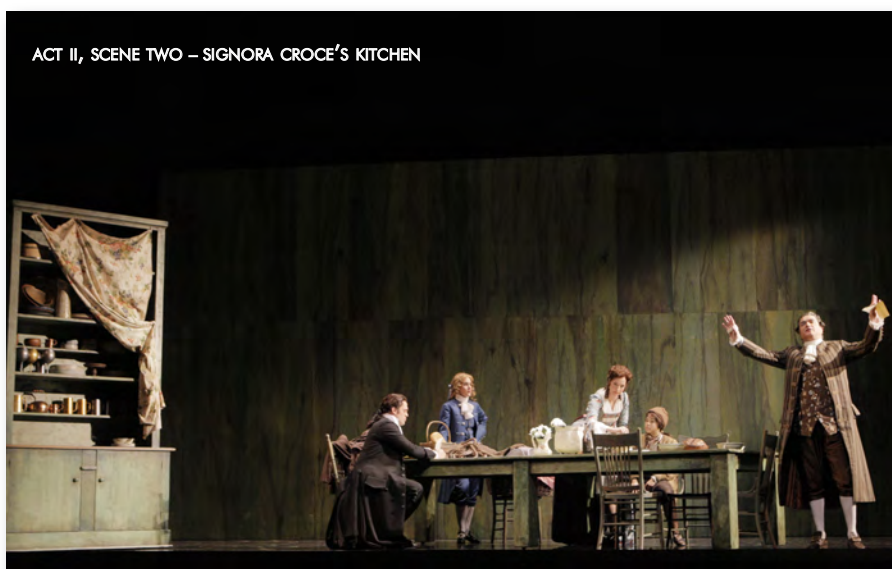 ACT II, SCENE TWO – SIGNORA CROCE'S KITCHEN